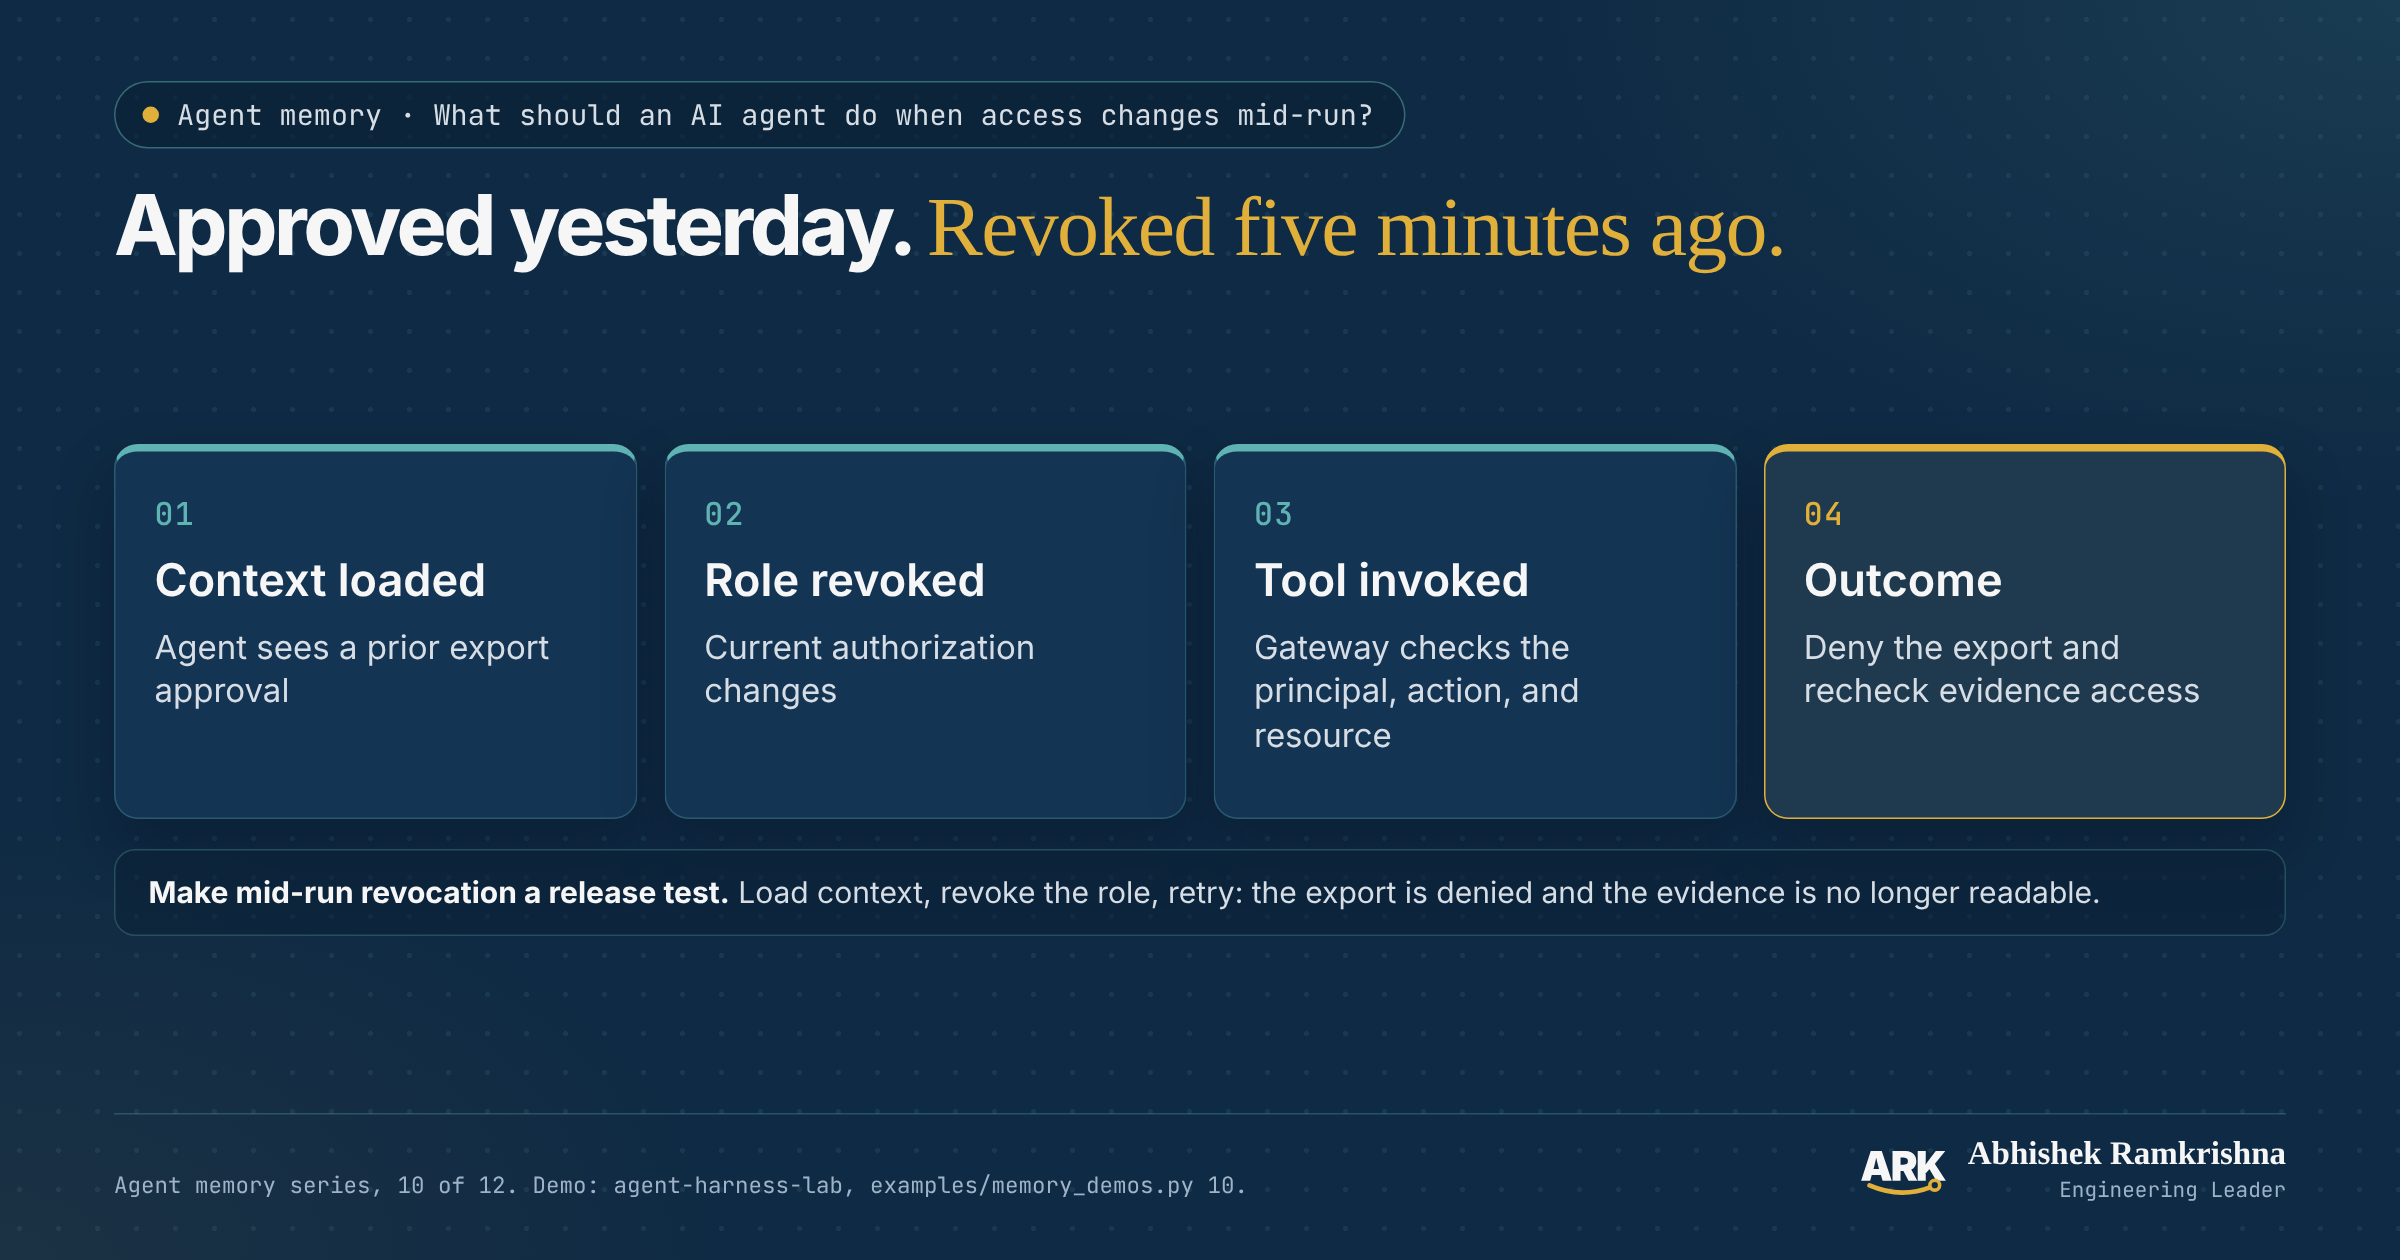 Agent memory · What should an AI agent do when access changes mid-run?
Approved yesterday. Revoked five minutes ago.
01
Context loaded
Agent sees a prior export
approval
02
Role revoked
Current authorization
changes
03
Tool invoked
Gateway checks the
principal, action, and
resource
04
Outcome
Deny the export and
recheck evidence access
Make mid-run revocation a release test. Load context, revoke the role, retry: the export is denied and the evidence is no longer readable.
Agent memory series, 10 of 12. Demo: agent-harness-lab, examples/memory_demos.py 10.
ARK
Abhishek Ramkrishna
Engineering Leader